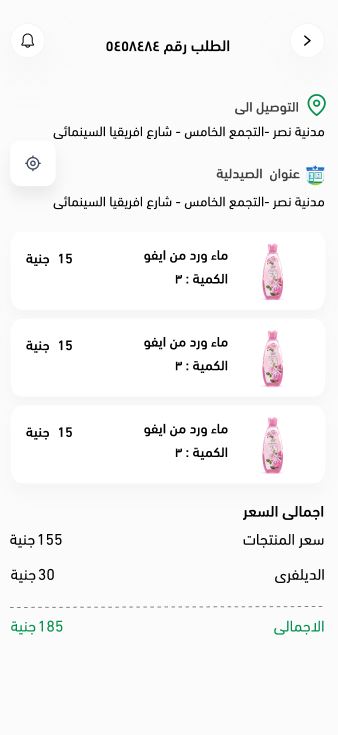 الطلب رقم ٥٤٥٨٤٨٤
التوصيل الى
مدنية نصر -التجمع الخامس - شارع افريقيا السينمائى
عنوان الصيدلية
مدنية نصر -التجمع الخامس - شارع افريقيا السينمائى
ماء ورد من ايفو 15 جنية
الكمية : ٣
ماء ورد من ايفو 15 جنية
الكمية : ٣
ماء ورد من ايفو 15 جنية
الكمية : ٣
اجمالى السعر
سعر المنتجات 155 جنية
الديلفرى 30 جنية
الاجمالى 185 جنية